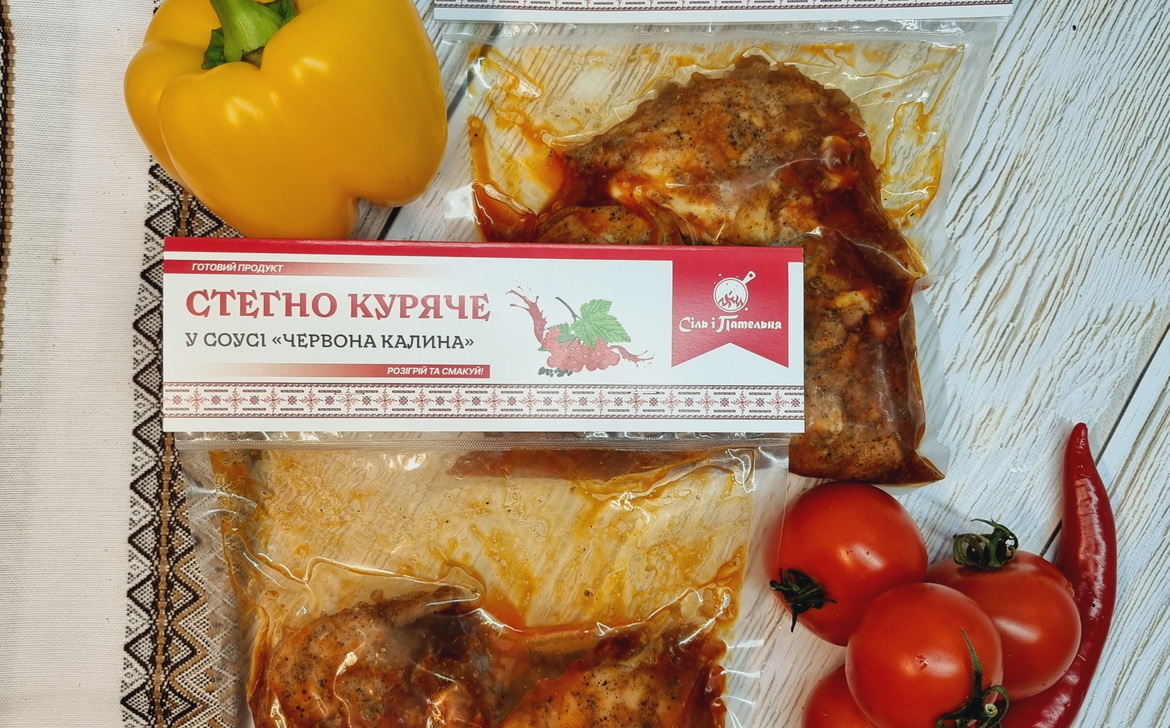 ГОТОВИЙ ПРОДУКТ
СТЕГНО КУРЯЧЕ
У СОУСІ «ЧЕРВОНА КАЛИНА»
РОЗІГРІЙ ТА СМАКУЙ!
Сіль і Пательня